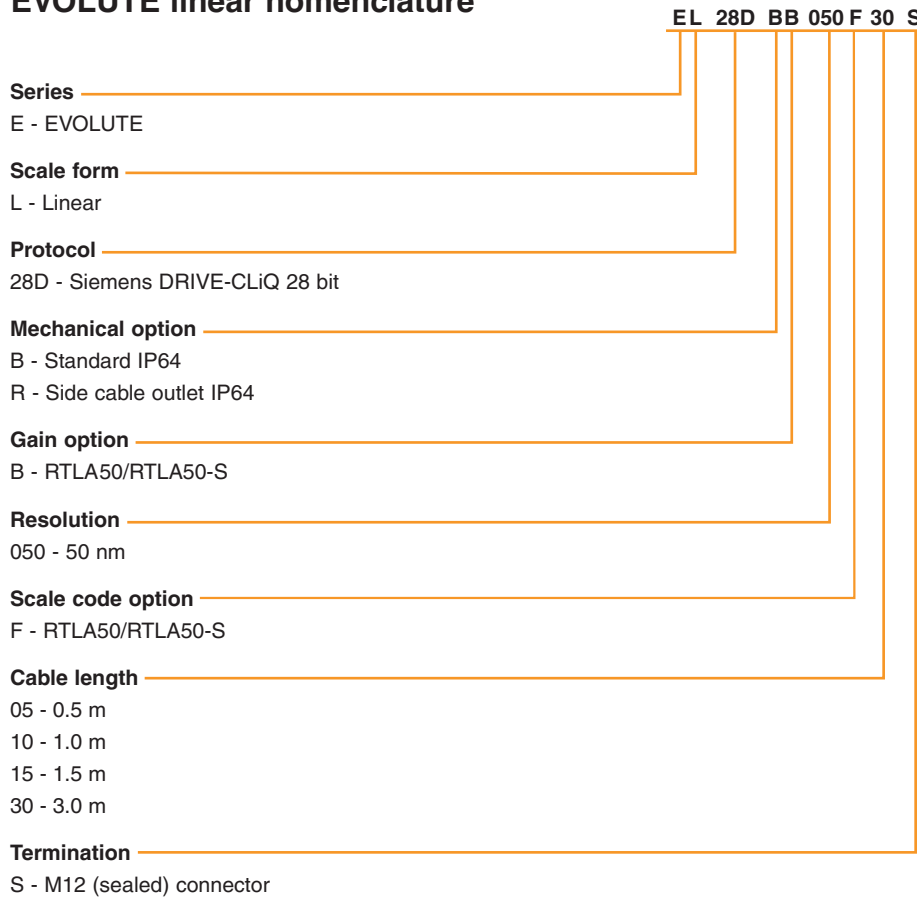 EVOLUTE linear nomenclature
EL 28D BB 050 F 30 S
Series
E - EVOLUTE
Scale form
L - Linear
Protocol
28D - Siemens DRIVE-CLiQ 28 bit
Mechanical option
B - Standard IP64
R - Side cable outlet IP64
Gain option
B - RTLA50/RTLA50-S
Resolution
050 - 50 nm
Scale code option
F - RTLA50/RTLA50-S
Cable length
05 - 0.5 m
10 - 1.0 m
15 - 1.5 m
30 - 3.0 m
Termination
S - M12 (sealed) connector